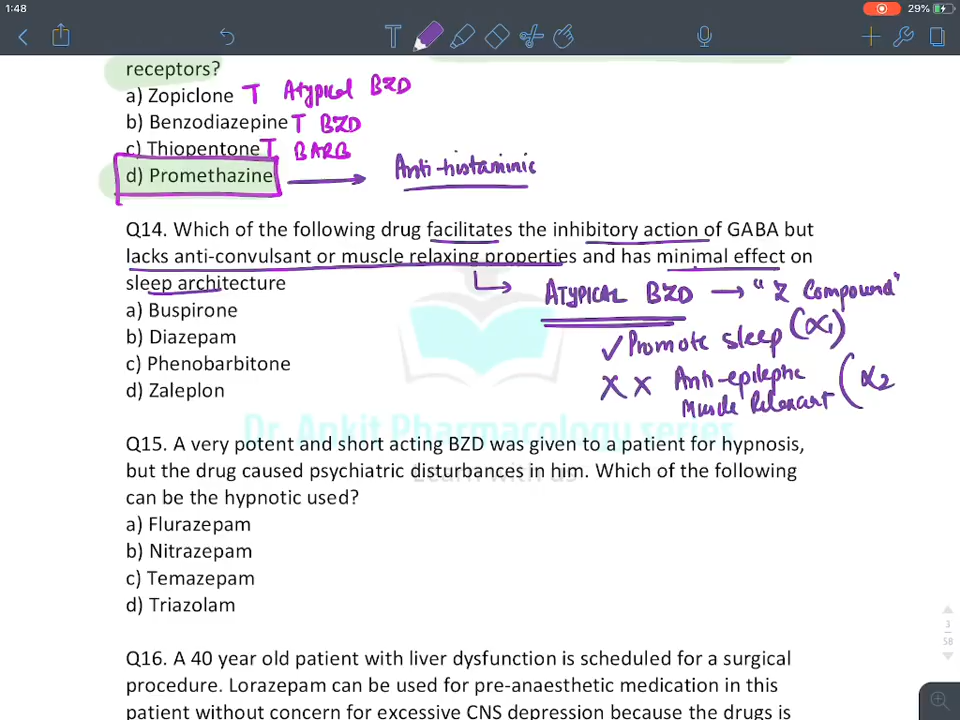 1:48
29%
receptors?
a) Zopiclone T Atypical BZD
b) Benzodiazepine T BZD
c) Thiopentone T BARB
d) Promethazine → Anti-histaminic
Q14. Which of the following drug facilitates the inhibitory action of GABA but
lacks anti-convulsant or muscle relaxing properties and has minimal effect on
sleep architecture
ATYPICAL BZD → "Z Compound"
a) Buspirone
✓ Promote sleep (α1)
b) Diazepam
c) Phenobarbitone
X X Anti-epileptic
Muscle Relaxant (α2
d) Zaleplon
Dr. Ankit Pharmacology series
Learn with us
Q15. A very potent and short acting BZD was given to a patient for hypnosis,
but the drug caused psychiatric disturbances in him. Which of the following
can be the hypnotic used?
a) Flurazepam
b) Nitrazepam
c) Temazepam
d) Triazolam
3
58
Q16. A 40 year old patient with liver dysfunction is scheduled for a surgical
procedure. Lorazepam can be used for pre-anaesthetic medication in this
patient without concern for excessive CNS depression because the drugs is